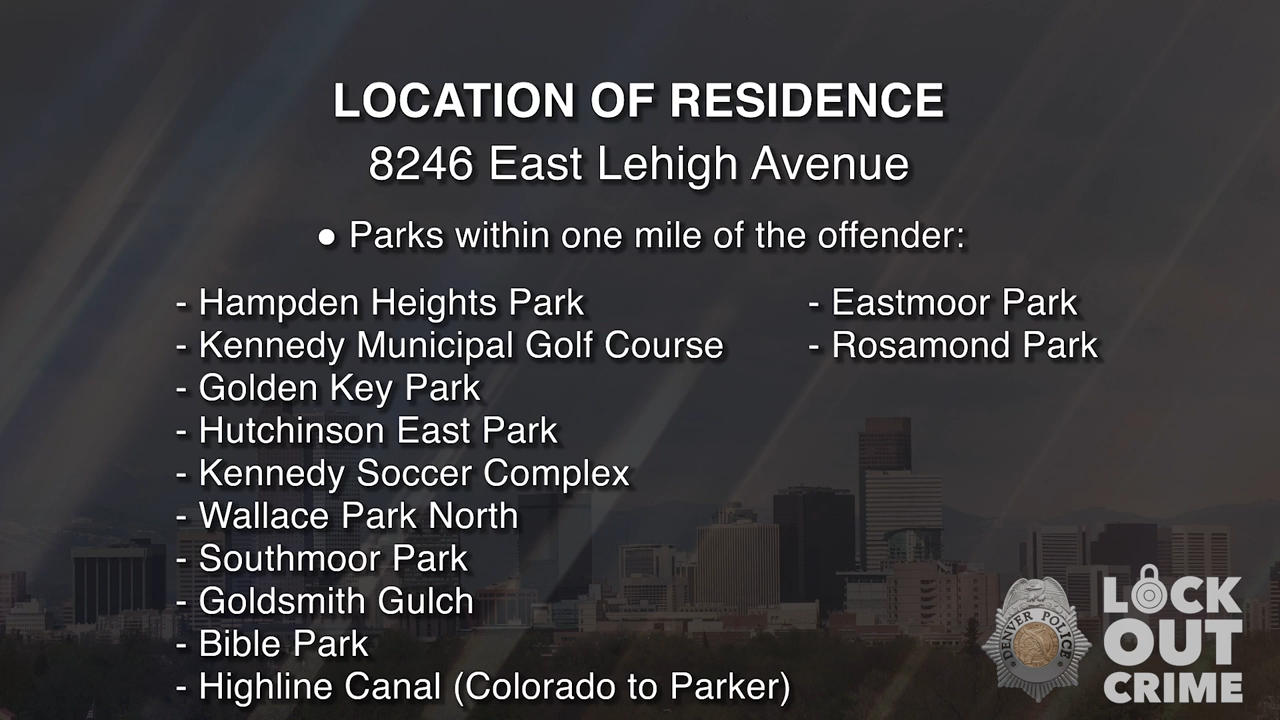 LOCATION OF RESIDENCE
8246 East Lehigh Avenue
● Parks within one mile of the offender:
- Hampden Heights Park
- Kennedy Municipal Golf Course
- Golden Key Park
- Hutchinson East Park
- Kennedy Soccer Complex
- Wallace Park North
- Southmoor Park
- Goldsmith Gulch
- Bible Park
- Highline Canal (Colorado to Parker)
- Eastmoor Park
- Rosamond Park
DENVER POLICE
LOCK
OUT
CRIME